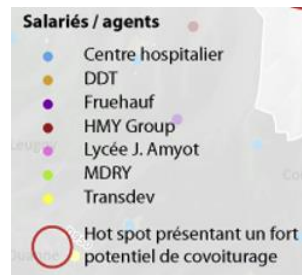 Salariés / agents
Centre hospitalier
DDT
Fruehauf
HMY Group
Lycée J. Amyot
MDRY
Transdev
Hot spot présentant un fort
potentiel de covoiturage